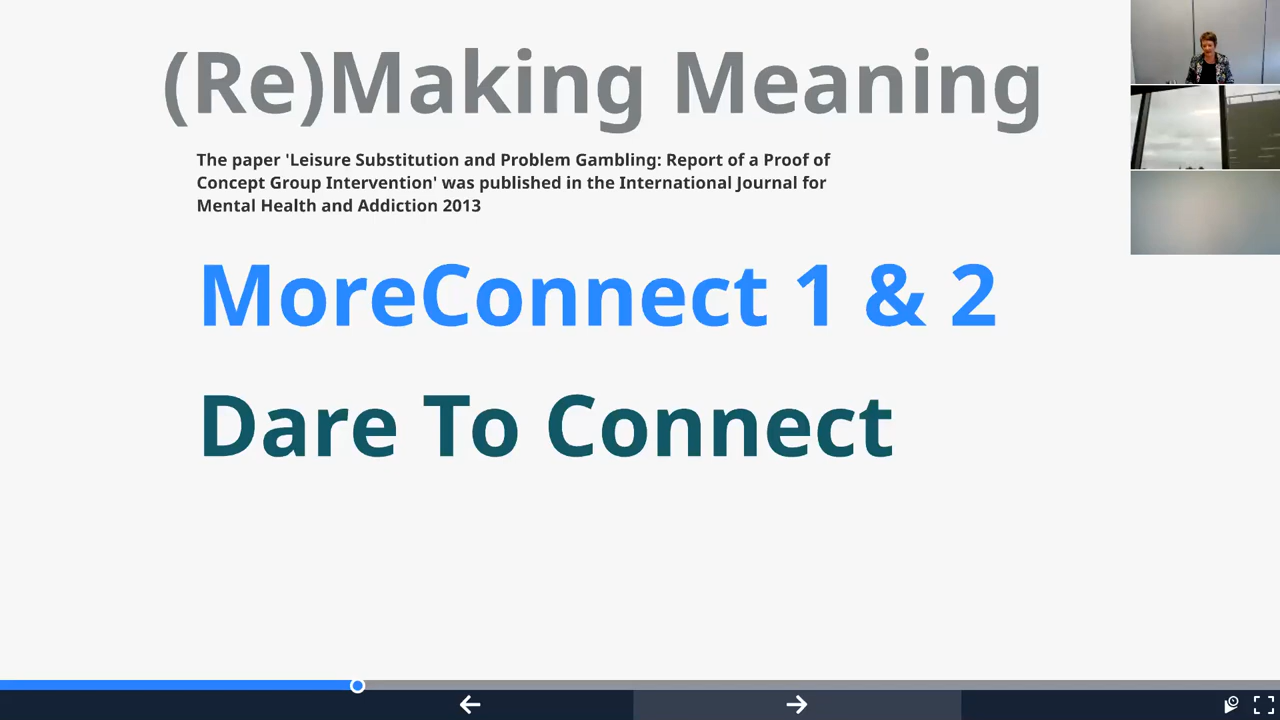 (Re)Making Meaning
The paper 'Leisure Substitution and Problem Gambling: Report of a Proof of
Concept Group Intervention' was published in the International Journal for
Mental Health and Addiction 2013
MoreConnect 1 & 2
Dare To Connect